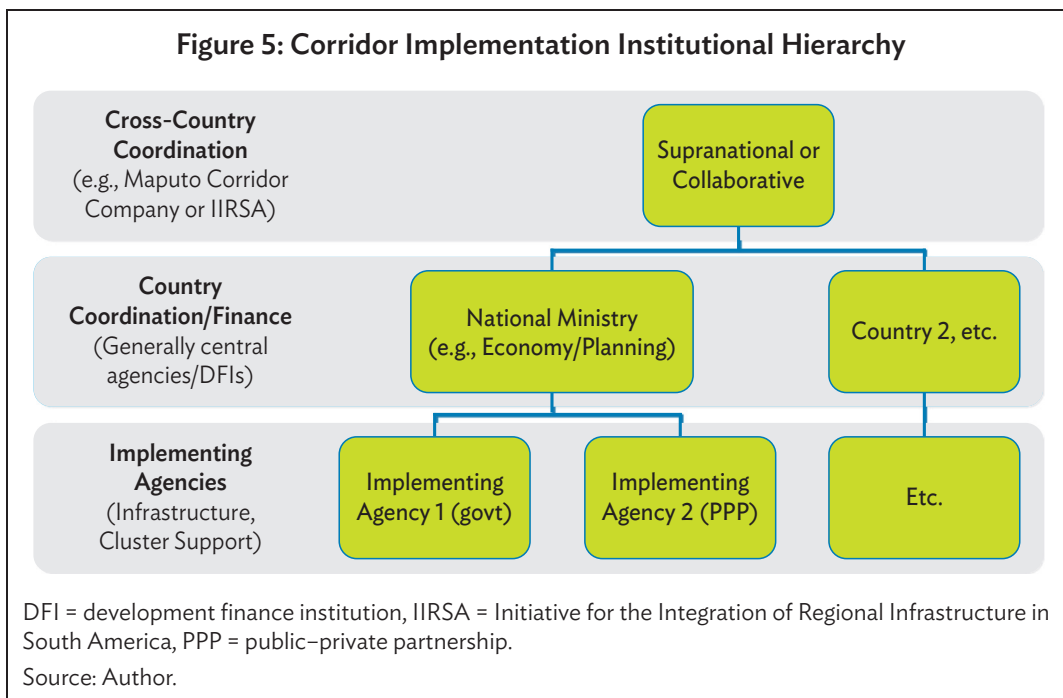 Figure 5: Corridor Implementation Institutional Hierarchy
Cross-Country
Coordination
(e.g., Maputo Corridor
Company or IIRSA)
Supranational or
Collaborative
Country
Coordination/Finance
(Generally central
agencies/DFIs)
National Ministry
(e.g., Economy/Planning)
Country 2, etc.
Implementing
Agencies
(Infrastructure,
Cluster Support)
Implementing
Agency 1 (govt)
Implementing
Agency 2 (PPP)
Etc.
DFI = development finance institution, IIRSA = Initiative for the Integration of Regional Infrastructure in
South America, PPP = public–private partnership.
Source: Author.